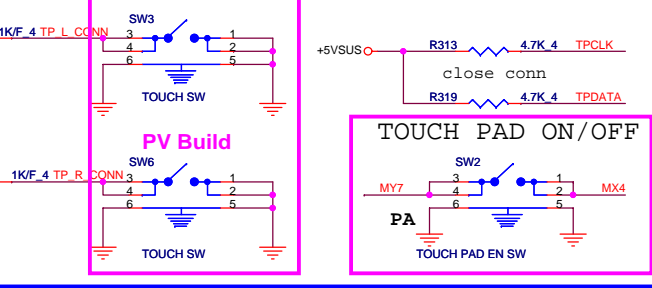 SW3
1K/F_4 TP_L_CONN 3 1
4 2
6 5
TOUCH SW
+5VSUS R313 4.7K_4 TPCLK
close conn
R319 4.7K_4 TPDATA
PV Build
TOUCH PAD ON/OFF
SW6
1K/F_4 TP_R_CONN 3 1
4 2
6 5
TOUCH SW
SW2
MY7 3 1 MX4
4 2
PA 6 5
TOUCH PAD EN SW